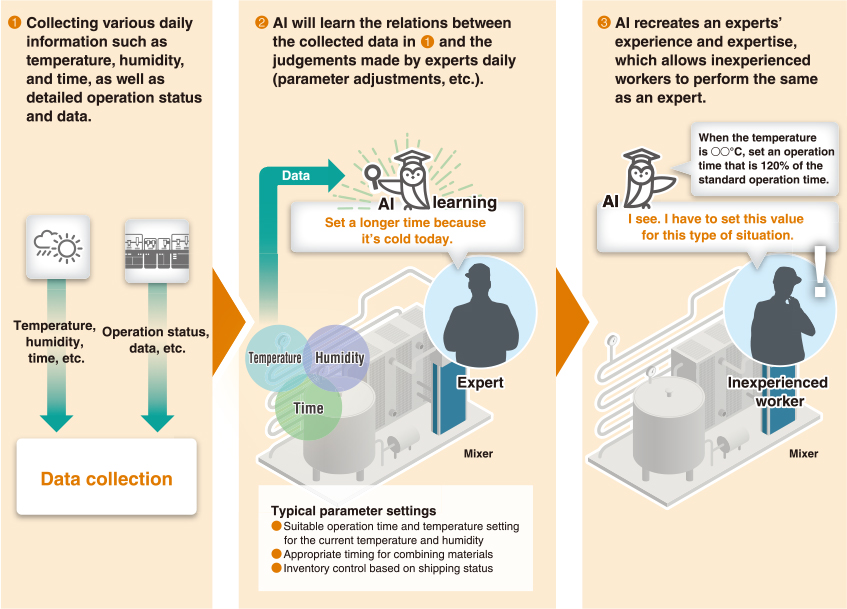 1 Collecting various daily
information such as
temperature, humidity,
and time, as well as
detailed operation status
and data.
Temperature,
humidity,
time, etc.
Operation status,
data, etc.
Data collection
2 AI will learn the relations between
the collected data in 1 and the
judgements made by experts daily
(parameter adjustments, etc.).
Data
AI learning
Set a longer time because
it's cold today.
Temperature
Humidity
Time
Expert
Mixer
Typical parameter settings
Suitable operation time and temperature setting
for the current temperature and humidity
Appropriate timing for combining materials
Inventory control based on shipping status
3 AI recreates an experts'
experience and expertise,
which allows inexperienced
workers to perform the same
as an expert.
When the temperature
is ○○°C, set an operation
time that is 120% of the
standard operation time.
AI
I see. I have to set this value
for this type of situation.
!
Inexperienced
worker
Mixer